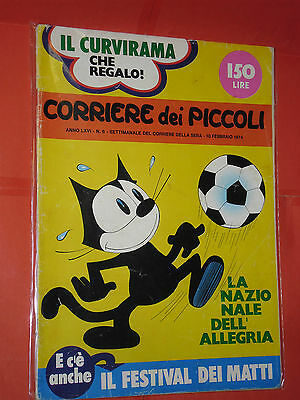 IL CURVIRAMA
CHE
REGALO!
150
LIRE
CORRIERE dei PICCOLI
ANNO LXVI - N. 6 - SETTIMANALE DEL CORRIERE DELLA SERA - 10 FEBBRAIO 1974
LA
NAZIO
NALE
DELL'
ALLEGRIA
E c'è
anche
IL FESTIVAL DEI MATTI